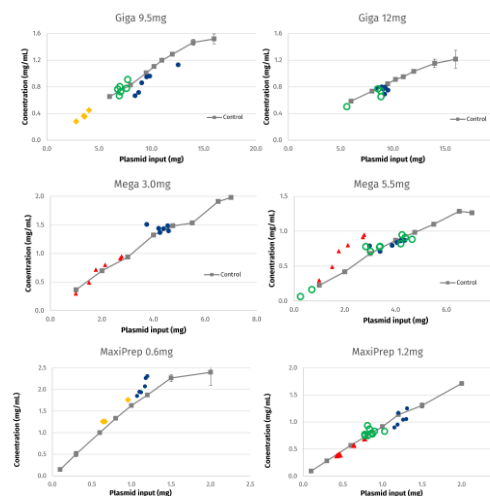 Giga 9.5mg
Conentration (mg/mL)
1.6
1.2
0.8
0.4
0.0
0.0
5.0
10.0
15.0
20.0
Control
Plasmid input (mg)
Giga 12mg
Conentration (mg/mL)
1.6
1.2
0.8
0.4
0.0
0.0
5.0
10.0
15.0
20.0
Control
Plasmid input (mg)
Mega 3.0mg
Conentration (mg/mL)
2.0
1.5
1.0
0.5
0.0
0.0
2.0
4.0
6.0
8.0
Control
Plasmid input (mg)
Mega 5.5mg
Conentration (mg/mL)
1.5
1.0
0.5
0.0
0.0
2.0
4.0
6.0
8.0
Control
Plasmid input (mg)
MaxiPrep 0.6mg
Conentration (mg/mL)
2.5
2.0
1.5
1.0
0.5
0.0
0.0
0.5
1.0
1.5
2.0
2.5
Control
Plasmid input (mg)
MaxiPrep 1.2mg
Conentration (mg/mL)
2.0
1.5
1.0
0.5
0.0
0.0
0.5
1.0
1.5
2.0
Control
Plasmid input (mg)